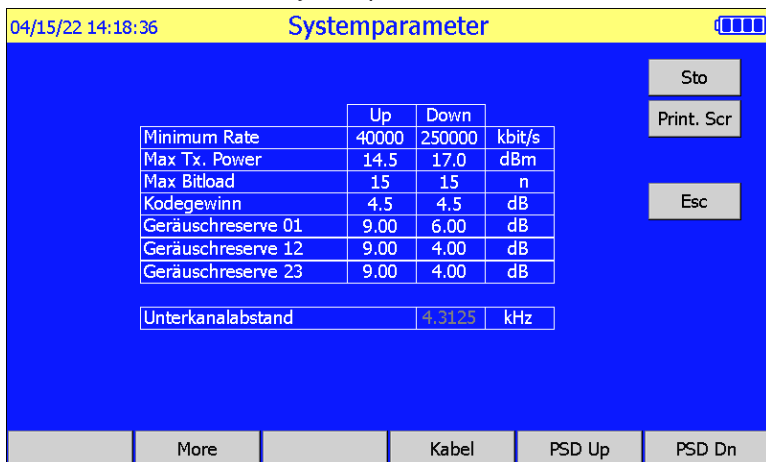 04/15/22 14:18:36 Systemparameter
Sto
Up Down Print. Scr
Minimum Rate 40000 250000 kbit/s
Max Tx. Power 14.5 17.0 dBm
Max Bitload 15 15 n
Kodegewinn 4.5 4.5 dB Esc
Geräuschreserve 01 9.00 6.00 dB
Geräuschreserve 12 9.00 4.00 dB
Geräuschreserve 23 9.00 4.00 dB
Unterkanalabstand 4.3125 kHz
More Kabel PSD Up PSD Dn